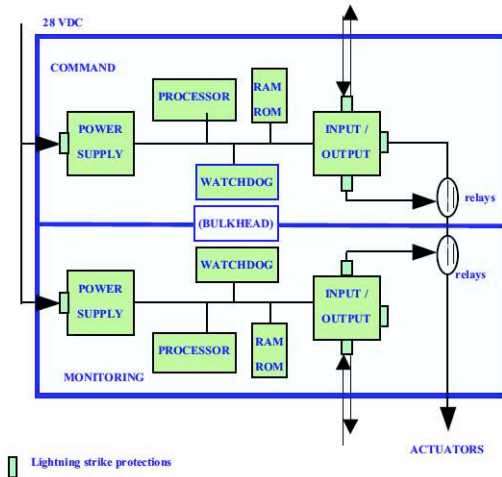 28 VDC
COMMAND
PROCESSOR
RAM
ROM
POWER
SUPPLY
INPUT /
OUTPUT
WATCHDOG
relays
(BULKHEAD)
WATCHDOG
relays
POWER
SUPPLY
INPUT /
OUTPUT
PROCESSOR
RAM
ROM
MONITORING
ACTUATORS
Lightning strike protections